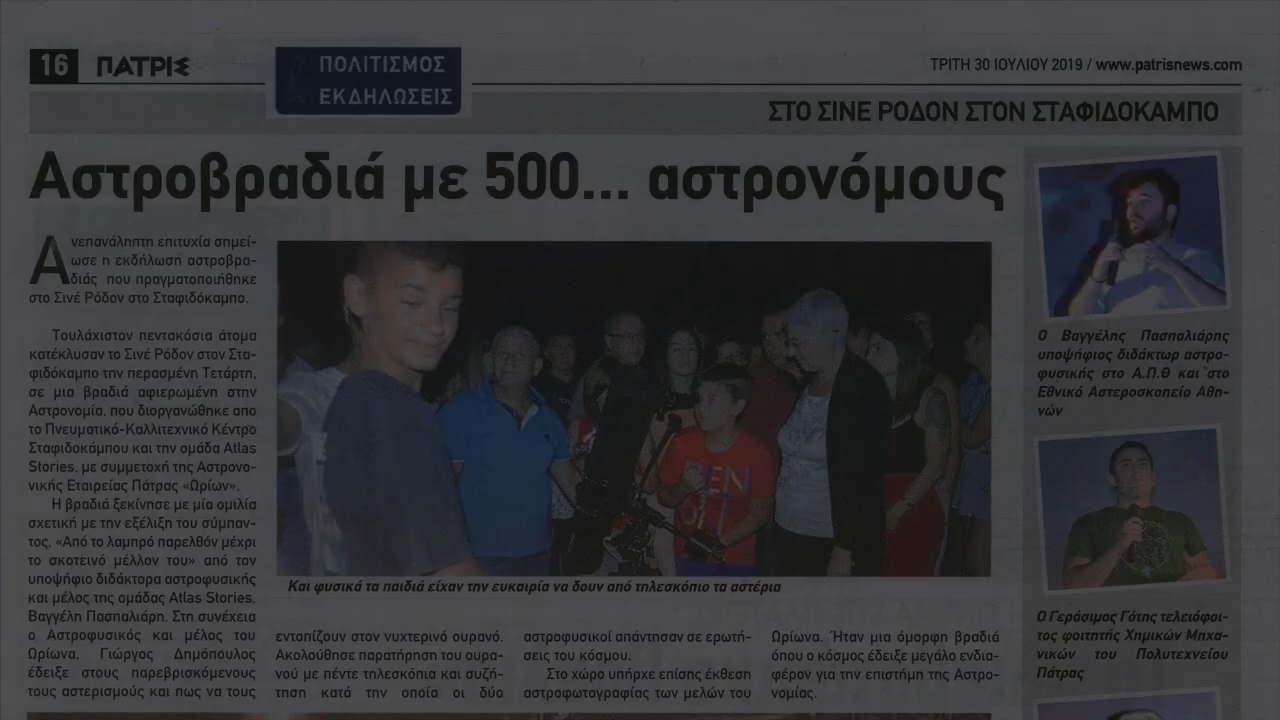 16 ΠΑΤΡΙΣ
ΠΟΛΙΤΙΣΜΟΣ
ΕΚΔΗΛΩΣΕΙΣ
ΤΡΙΤΗ 30 ΙΟΥΛΙΟΥ 2019 / www.patrisnews.com
ΣΤΟ ΣΙΝΕ ΡΟΔΟΝ ΣΤΟΝ ΣΤΑΦΙΔΟΚΑΜΠΟ
Αστροβραδιά με 500... αστρονόμους
Ανεπανάληπτη επιτυχία σημεί-
ωσε η εκδήλωση αστροβρα-
διάς που πραγματοποιήθηκε
στο Σινέ Ρόδον στο Σταφιδόκαμπο.
Τουλάχιστον πεντακόσια άτομα
κατέκλυσαν το Σινέ Ρόδον στον Στα-
φιδόκαμπο την περασμένη Τετάρτη,
σε μια βραδιά αφιερωμένη στην
Αστρονομία, που διοργανώθηκε απο
το Πνευματικό-Καλλιτεχνικό Κέντρο
Σταφιδοκάμπου και την ομάδα Atlas
Stories, με συμμετοχή της Αστρονο-
νικής Εταιρείας Πάτρας «Ωρίων».
Η βραδιά ξεκίνησε με μία ομιλία
σχετική με την εξέλιξη του σύμπαν-
τος, «Από το λαμπρό παρελθόν μέχρι
το σκοτεινό μέλλον του» από τον
υποψήφιο διδάκτορα αστροφυσικής
και μέλος της ομάδας Atlas Stories,
Βαγγέλη Πασπαλιάρη. Στη συνέχεια
ο Αστροφυσικός και μέλος του
Ωρίωνα, Γιώργος Δημόπουλος
έδειξε στους παρεβρισκόμενους
τους αστερισμούς και πως να τους
BEN
Και φυσικά τα παιδιά είχαν την ευκαιρία να δουν από τηλεσκόπιο τα αστέρια
εντοπίζουν στον νυχτερινό ουρανό.
Ακολούθησε παρατήρηση του ουρα-
νού με πέντε τηλεσκόπια και συζή-
τηση κατά την οποία οι δύο
αστροφυσικοί απάντησαν σε ερωτή-
σεις του κόσμου.
Στο χώρο υπήρχε επίσης έκθεση
αστροφωτογραφίας των μελών του
Ωρίωνα. Ήταν μια όμορφη βραδιά
όπου ο κόσμος έδειξε μεγάλο ενδια-
φέρον για την επιστήμη της Αστρο-
νομίας.
Ο Βαγγέλης Πασπαλιάρης
υποψήφιος διδάκτωρ αστρο-
φυσικής στο Α.Π.Θ και στο
Εθνικό Αστεροσκοπείο Αθη-
νών
Ο Γεράσιμος Γότης τελειόφοι-
τος φοιτητής Χημικών Μηχα-
νικών του Πολυτεχνείου
Πάτρας